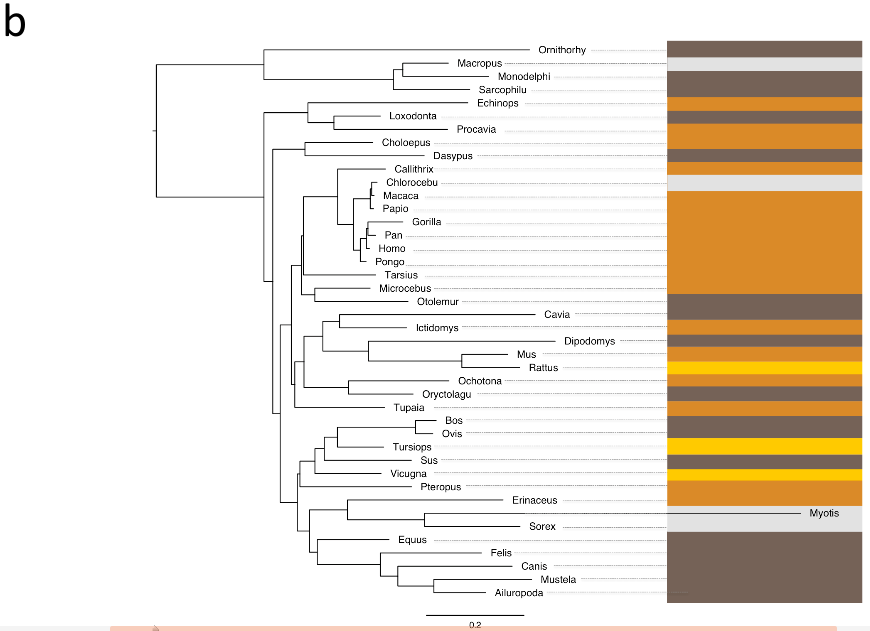 b
Ornithorhy
Macropus
Monodelphi
Sarcophilu
Echinops
Loxodonta
Procavia
Choloepus
Dasypus
Callithrix
Chlorocebu
Macaca
Papio
Gorilla
Pan
Homo
Pongo
Tarsius
Microcebus
Otolemur
Cavia
Ictidomys
Dipodomys
Mus
Rattus
Ochotona
Oryctolagu
Tupaia
Bos
Ovis
Tursiops
Sus
Vicugna
Pteropus
Erinaceus
Myotis
Sorex
Equus
Felis
Canis
Mustela
Ailuropoda
0.2